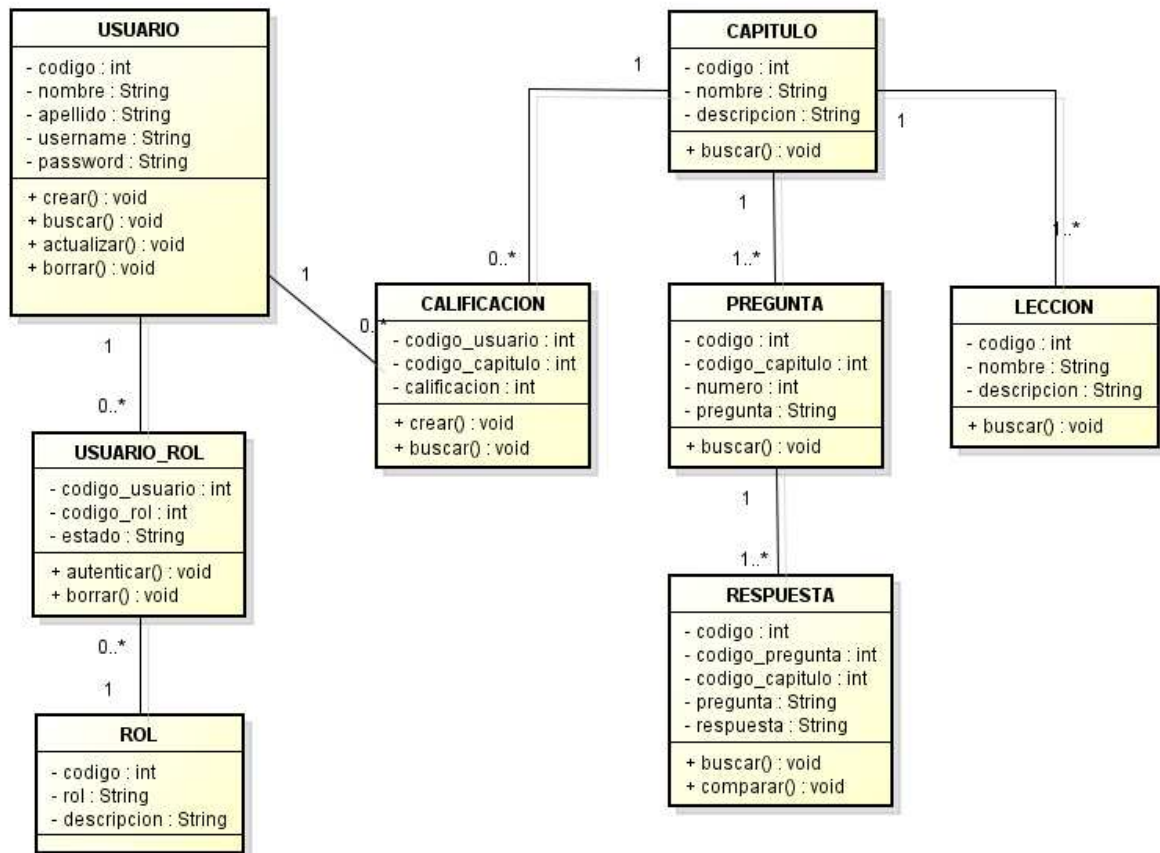 USUARIO
- codigo : int
- nombre : String
- apellido : String
- username : String
- password : String
+ crear() : void
+ buscar() : void
+ actualizar() : void
+ borrar() : void
CAPITULO
- codigo : int
- nombre : String
- descripcion : String
+ buscar() : void
1
1
1
1..*
0..*
1..*
1
0..*
1
0..*
CALIFICACION
- codigo_usuario : int
- codigo_capitulo : int
- calificacion : int
+ crear() : void
+ buscar() : void
PREGUNTA
- codigo : int
- codigo_capitulo : int
- numero : int
- pregunta : String
+ buscar() : void
LECCION
- codigo : int
- nombre : String
- descripcion : String
+ buscar() : void
USUARIO_ROL
- codigo_usuario : int
- codigo_rol : int
- estado : String
+ autenticar() : void
+ borrar() : void
1
1..*
0..*
1
RESPUESTA
- codigo : int
- codigo_pregunta : int
- codigo_capitulo : int
- pregunta : String
- respuesta : String
+ buscar() : void
+ comparar() : void
ROL
- codigo : int
- rol : String
- descripcion : String